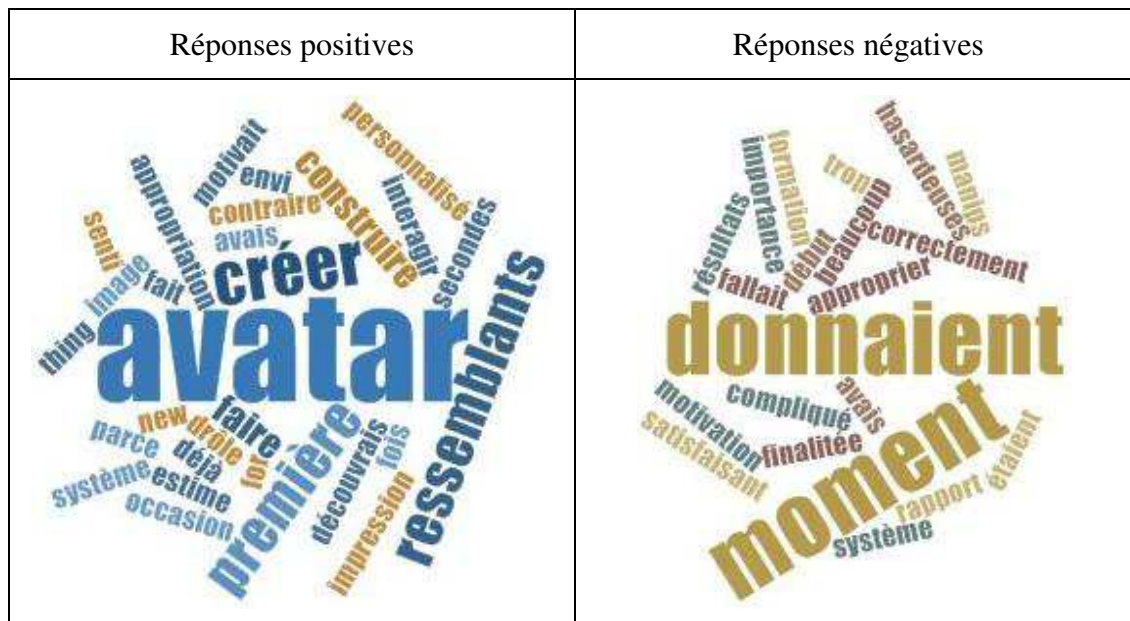 Réponses positives
Réponses négatives
personnalisé
motivait
envi
construire
appropriation
interagir
contraire
secondes
avais
senti
créer
image
fait
thing
avatar
ressemblants
new
faire
drôle
première
parce
déjà
for
découvrais
fois
système
estime
occasion
impression
hasardeuses
formation
importance
trop
manips
résultats
beaucoup
début
correctement
fallait
approprier
donnaient
motivation
compliqué
avais
satisfaisant
finalitée
moment
étaient
rapport
système